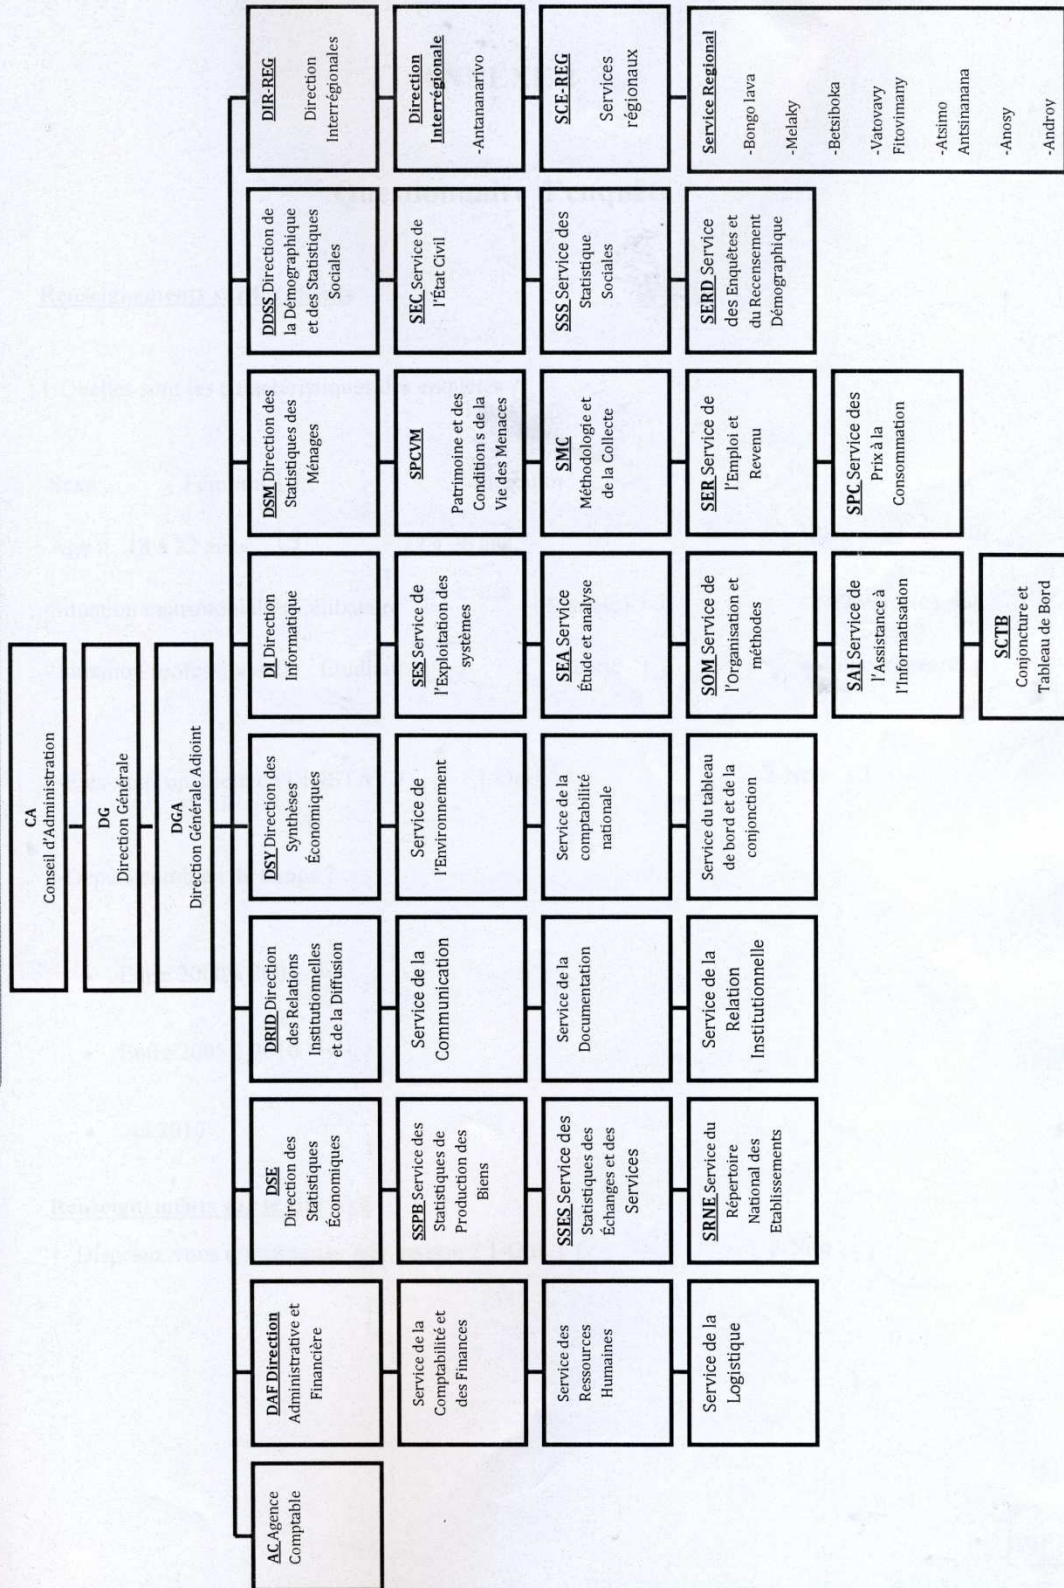 CA
Conseil d'Administration
DG
Direction Générale
DGA
Direction Générale Adjoint
AC Agence
Comptable
DAF Direction
Administrative et
Financière
Service de la
Comptabilité et
des Finances
Service des
Ressources
Humaines
Service de la
Logistique
DSE
Direction des
Statistiques
Économiques
SSPB Service des
Statistiques de
Production des
Biens
SSES Service des
Statistiques des
Échanges et des
Services
SRNE Service du
Répertoire
National des
Etablissements
DRID Direction
des Relations
Institutionnelles
et de la Diffusion
Service de la
Communication
Service de la
Documentation
Service de la
Relation
Institutionnelle
DSY Direction des
Synthèses
Économiques
Service de
l'Environnement
Service de la
comptabilité
nationale
Service du tableau
de bord et de la
conjonction
DI Direction
Informatique
SES Service de
l'Exploitation des
systèmes
SEA Service
Étude et analyse
SOM Service de
l'Organisation et
méthodes
SAI Service de
l'Assistance à
l'Informatisation
SCTB
Conjoncture et
Tableau de Bord
DSM Direction des
Statiques des
Ménages
SPCVM
Patrimoine et des
Condition s de la
Vie des Menaces
SMC
Méthodologie et
de la Collecte
SER Service de
l'Emploi et
Revenu
SPC Service des
Prix à la
Consommation
DDSS Direction de
la Démographique
et des Statistiques
Sociales
SEC Service de
l'État Civil
SSS Service des
Statistique
Sociales
SERD Service
des Enquêtes et
du Recensement
Démographique
DIR-REG
Direction
Interrégionales
Direction
Interrégionale
-Antananarivo
SCE-REG
Services
régionaux
Service Regional
-Bongo lava
-Melaky
-Betsiboka
-Vatovavy
Fitovimany
-Atsimo
Antsinanana
-Anosy
-Androy